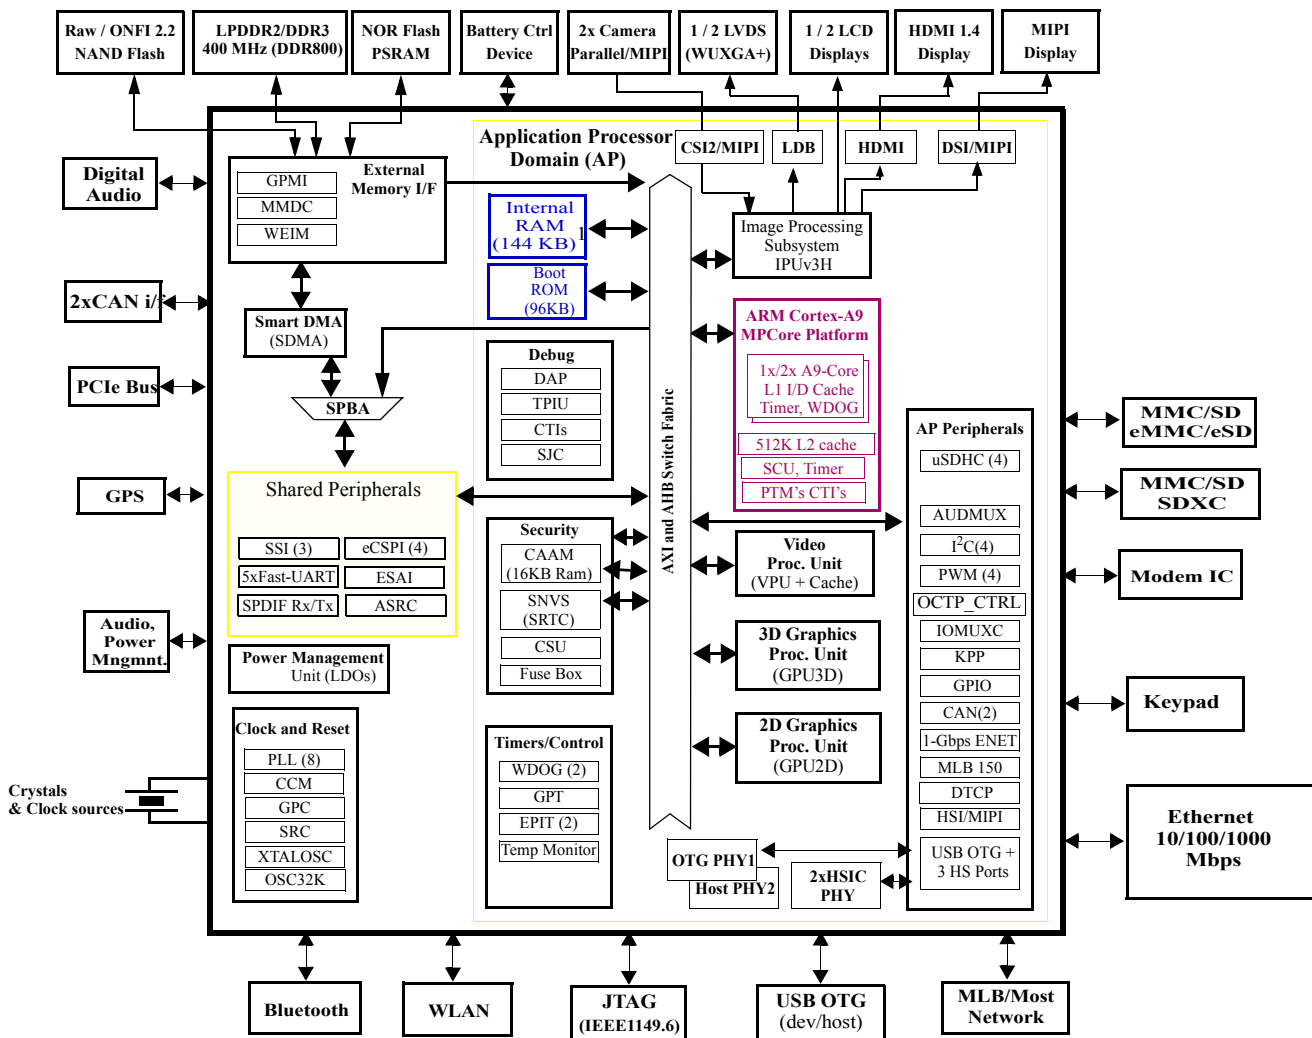 Raw / ONFI 2.2
NAND Flash
LPDDR2/DDR3
400 MHz (DDR800)
NOR Flash
PSRAM
Battery Ctrl
Device
2x Camera
Parallel/MIPI
1 / 2 LVDS
(WUXGA+)
1 / 2 LCD
Displays
HDMI 1.4
Display
MIPI
Display
Digital
Audio
2xCAN i/f
PCIe Bus
GPS
Audio,
Power
Mngmnt.
Crystals
& Clock sources
External
Memory I/F
GPMI
MMDC
WEIM
Smart DMA
(SDMA)
SPBA
Shared Peripherals
SSI (3)
eCSPI (4)
5xFast-UART
ESAI
SPDIF Rx/Tx
ASRC
Power Management
Unit (LDOs)
Clock and Reset
PLL (8)
CCM
GPC
SRC
XTALOSC
OSC32K
Application Processor
Domain (AP)
Internal
RAM
(144 KB) 1
Boot
ROM
(96KB)
Debug
DAP
TPIU
CTIs
SJC
Security
CAAM
(16KB Ram)
SNVS
(SRTC)
CSU
Fuse Box
Timers/Control
WDOG (2)
GPT
EPIT (2)
Temp Monitor
AXI and AHB Switch Fabric
CSI2/MIPI
LDB
HDMI
DSI/MIPI
Image Processing
Subsystem
IPUv3H
ARM Cortex-A9
MPCore Platform
1x/2x A9-Core
L1 I/D Cache
Timer, WDOG
512K L2 cache
SCU, Timer
PTM's CTI's
Video
Proc. Unit
(VPU + Cache)
3D Graphics
Proc. Unit
(GPU3D)
2D Graphics
Proc. Unit
(GPU2D)
OTG PHY1
Host PHY2
2xHSIC
PHY
AP Peripherals
uSDHC (4)
AUDMUX
I2C(4)
PWM (4)
OCTP_CTRL
IOMUXC
KPP
GPIO
CAN(2)
1-Gbps ENET
MLB 150
DTCP
HSI/MIPI
USB OTG +
3 HS Ports
MMC/SD
eMMC/eSD
MMC/SD
SDXC
Modem IC
Keypad
Ethernet
10/100/1000
Mbps
Bluetooth
WLAN
JTAG
(IEEE1149.6)
USB OTG
(dev/host)
MLB/Most
Network